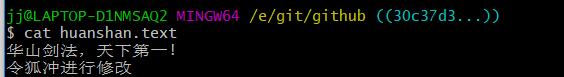 jj@LAPTOP-D1NMSAQ2 MINGW64 /e/git/github ((30c37d3...))
$ cat huanshan.text
华山剑法，天下第一！
令狐冲进行修改